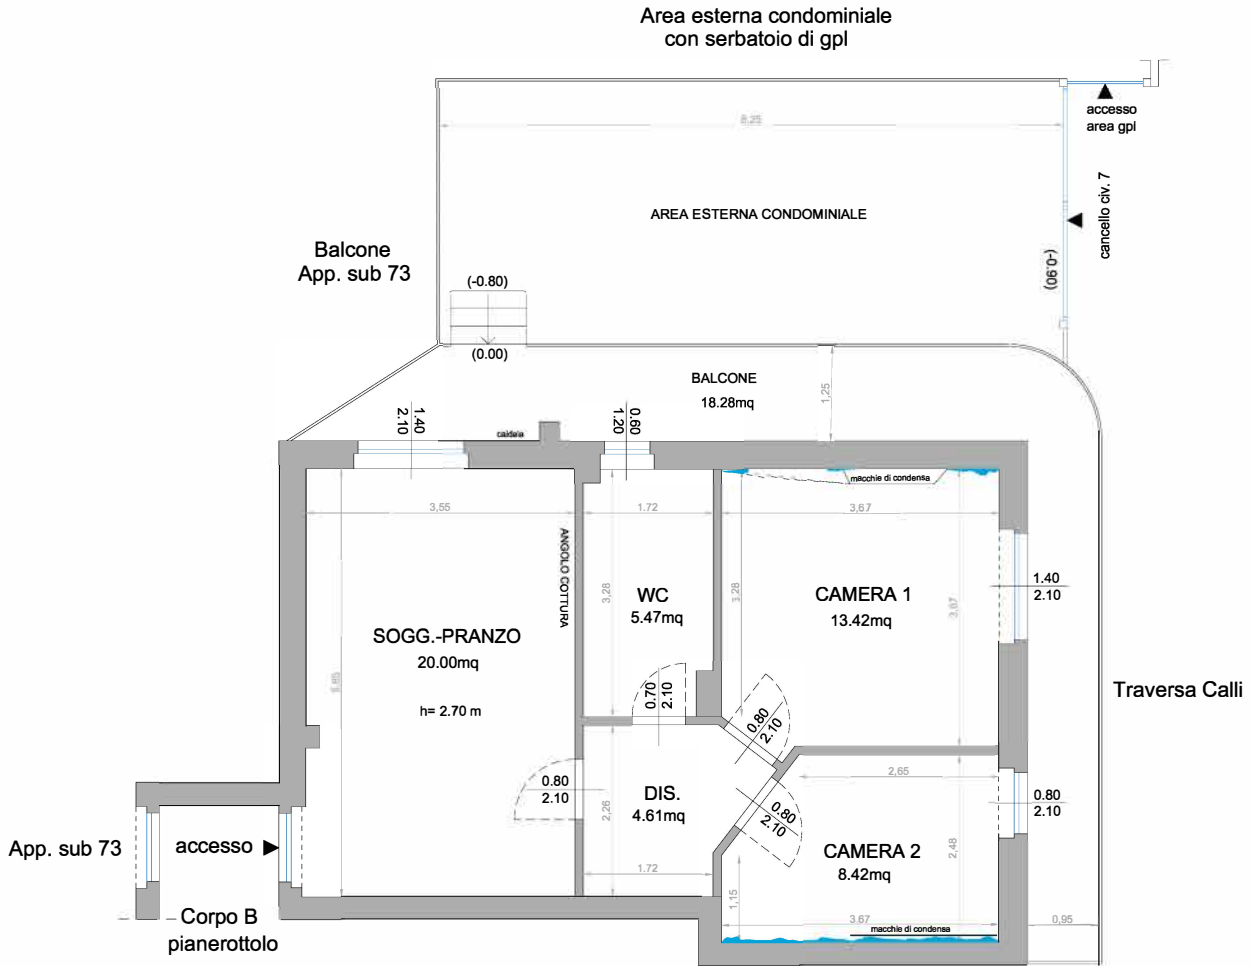 Area esterna condominiale
con serbatoio di gpl
accesso
area gpl
AREA ESTERNA CONDOMINIALE
cancello civ. 7
(-0.90)
Balcone
App. sub 73
(-0.80)
(0.00)
BALCONE
18.28mq
1,25
1.40
2.10
caldaia
0.60
1.20
macchie di condensa
3,55
1.72
3,67
ANGOLO COTTURA
3,28
3,28
WC
5.47mq
CAMERA 1
13.42mq
1.40
2.10
SOGG.-PRANZO
20.00mq
h= 2.70 m
0.70
2.10
0.80
2.10
Traversa Calli
0.80
2.10
DIS.
4.61mq
2,26
1.72
0.80
2.10
2,65
0.80
2.10
CAMERA 2
8.42mq
2,48
1,15
3.67
0,95
macchie di condensa
App. sub 73
accesso
Corpo B
pianerottolo